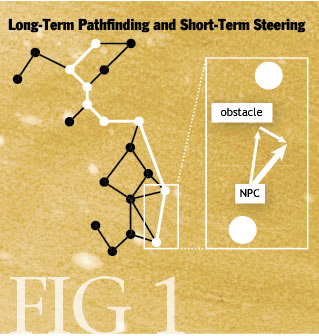 Long-Term Pathfinding and Short-Term Steering
obstacle
NPC
FIG 1